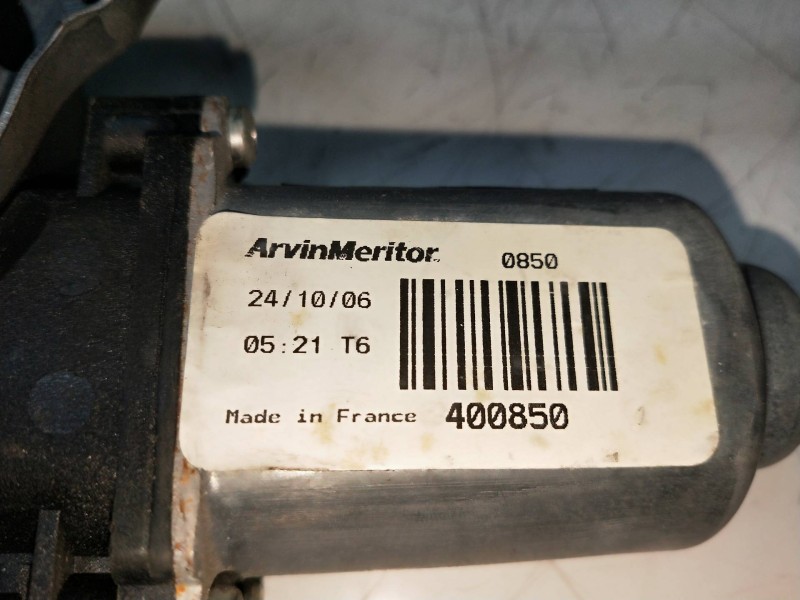 ArvinMeritor. 0850
24/10/06
05:21 T6
Made in France 400850